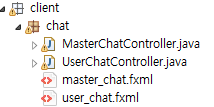 client
chat
MasterChatController.java
UserChatController.java
master_chat.fxml
user_chat.fxml